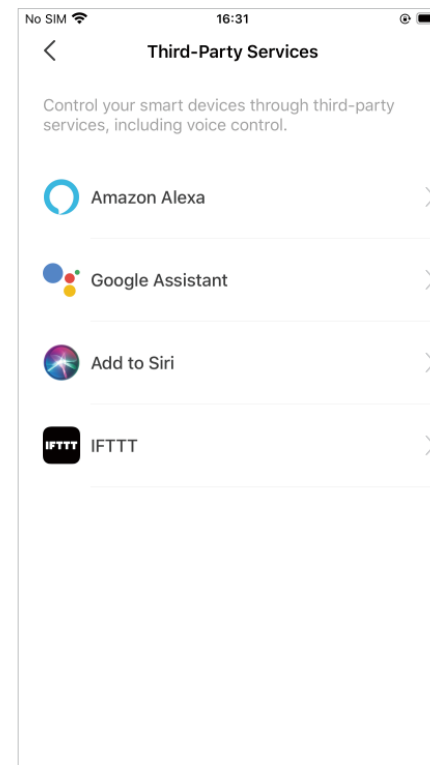 No SIM 16:31
Third-Party Services
Control your smart devices through third-party
services, including voice control.
Amazon Alexa
Google Assistant
Add to Siri
IFTTT IFTTT